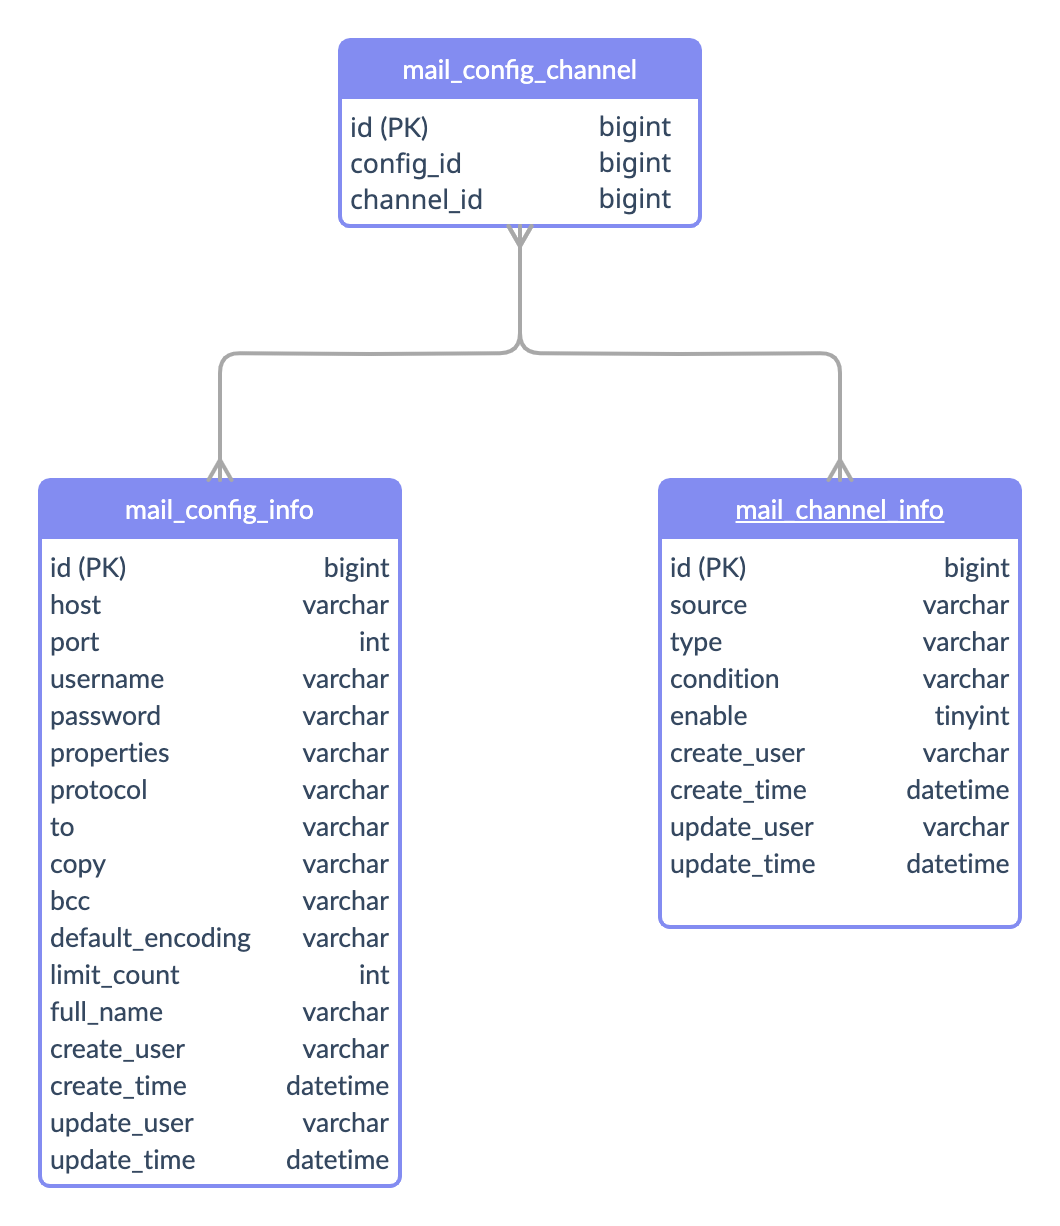 mail_config_channel
id (PK) bigint
config_id bigint
channel_id bigint
mail_config_info
id (PK) bigint
host varchar
port int
username varchar
password varchar
properties varchar
protocol varchar
to varchar
copy varchar
bcc varchar
default_encoding varchar
limit_count int
full_name varchar
create_user varchar
create_time datetime
update_user varchar
update_time datetime
mail_channel_info
id (PK) bigint
source varchar
type varchar
condition varchar
enable tinyint
create_user varchar
create_time datetime
update_user varchar
update_time datetime